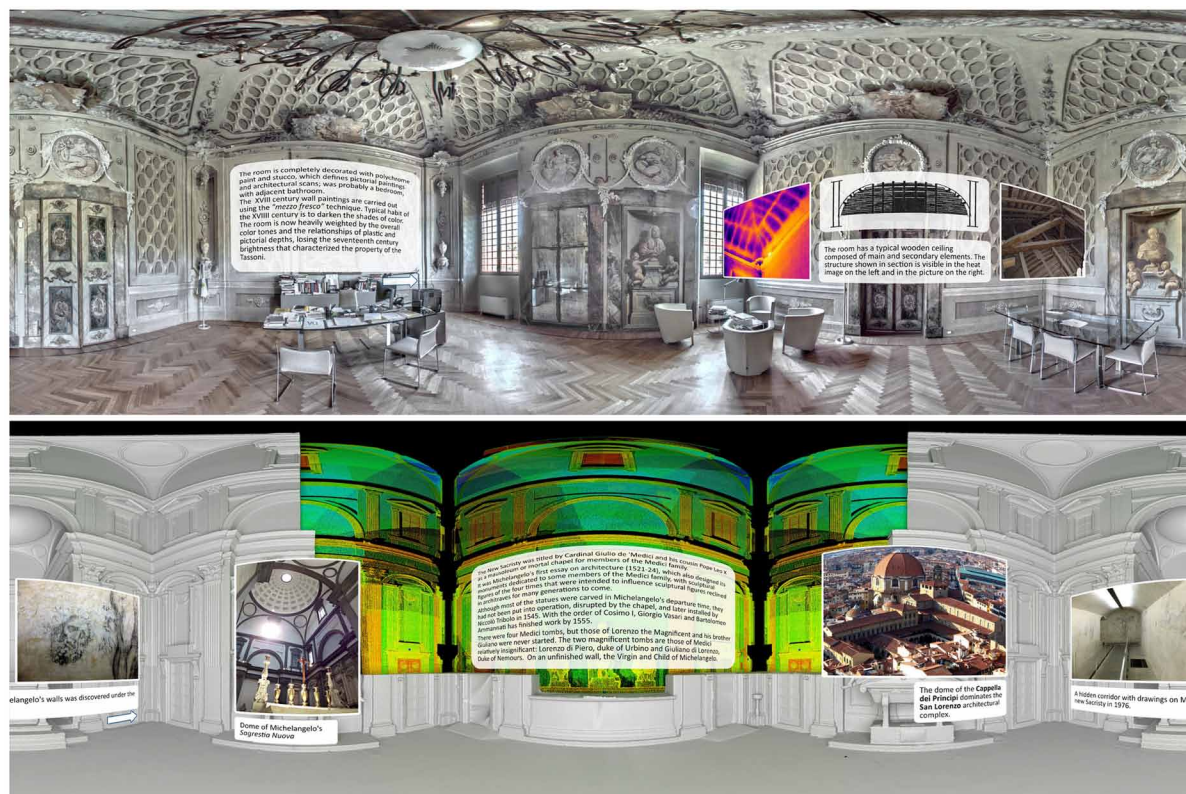 The room is completely decorated with polychrome
paint and stucco, which defines pictorial paintings
and architectural scans; was probably a bedroom,
with adjacent bathroom.
The XVIII century wall paintings are carried out
using the "mezzo fresco" technique. Typical habit of
the XVIIII century is to darken the shades of color.
The room is now heavily weighted by the overall
color tones and the relationships of plastic and
pictorial depths, losing the seventeenth century
brightness that characterized the property of the
Tassoni.
The room has a typical wooden ceiling
composed of main and secondary elements. The
structure shown in section is visible in the heat
image on the left and in the picture on the right.
elangelo's walls was discovered under the
Dome of Michelangelo's
Sagrestia Nuova
The New Sacristy was titled by Cardinal Giulio de 'Medici and his cousin Pope Leo X
as a mausoleum or mortal chapel for members of the Medici family.
It was Michelangelo's first essay on architecture (1521-24), which also designed its
monuments dedicated to some members of the Medici family, with sculptural
figures of the four times that were intended to influence sculptural figures reclined
in architraves for many generations to come.
Although most of the statues were carved in Michelangelo's departure time, they
had not been put into operation, disrupted by the chapel, and later installed by
Niccolò Tribolo in 1545. With the order of Cosimo I, Giorgio Vasari and Bartolomen
Ammannati has finished work by 1555.
There were four Medici tombs, but those of Lorenzo the Magnificent and his brother
Giuliano were never started. The two magnificent tombs are those of Medici
relatively insignificant: Lorenzo di Piero, duke of Urbino and Giuliano di Lorenzo,
Duke of Nemours. On an unfinished wall, the Virgin and Child of Michelangelo.
The dome of the Cappella
dei Principi dominates the
San Lorenzo architectural
complex.
A hidden corridor with drawings on M
new Sacristy in 1976.